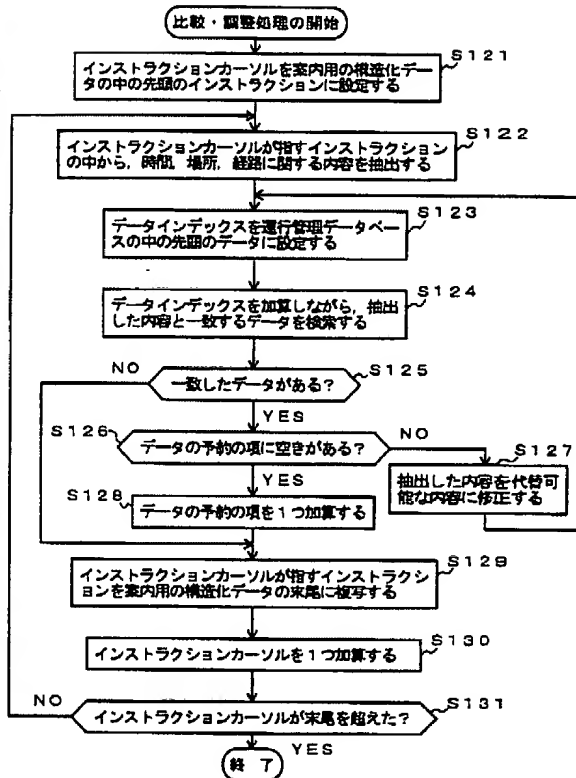 比較・調整処理の開始
S121
インストラクションカーソルを案内用の構造化デー
タの中の先頭のインストラクションに設定する
S122
インストラクションカーソルが指すインストラクション
の中から，時間，場所，経路に関する内容を抽出する
S123
データインデックスを運行管理データベー
スの中の先頭のデータに設定する
S124
データインデックスを加算しながら，抽出
した内容と一致するデータを検索する
NO
S125
一致したデータがある？
YES
S126
データの予約の項に空きがある？
NO
S127
抽出した内容を代替可
能な内容に修正する
YES
S128
データの予約の項を1つ加算する
S129
インストラクションカーソルが指すインストラクショ
ンを案内用の構造化データの末尾に複写する
S130
インストラクションカーソルを1つ加算する
NO
S131
インストラクションカーソルが末尾を超えた？
YES
終了